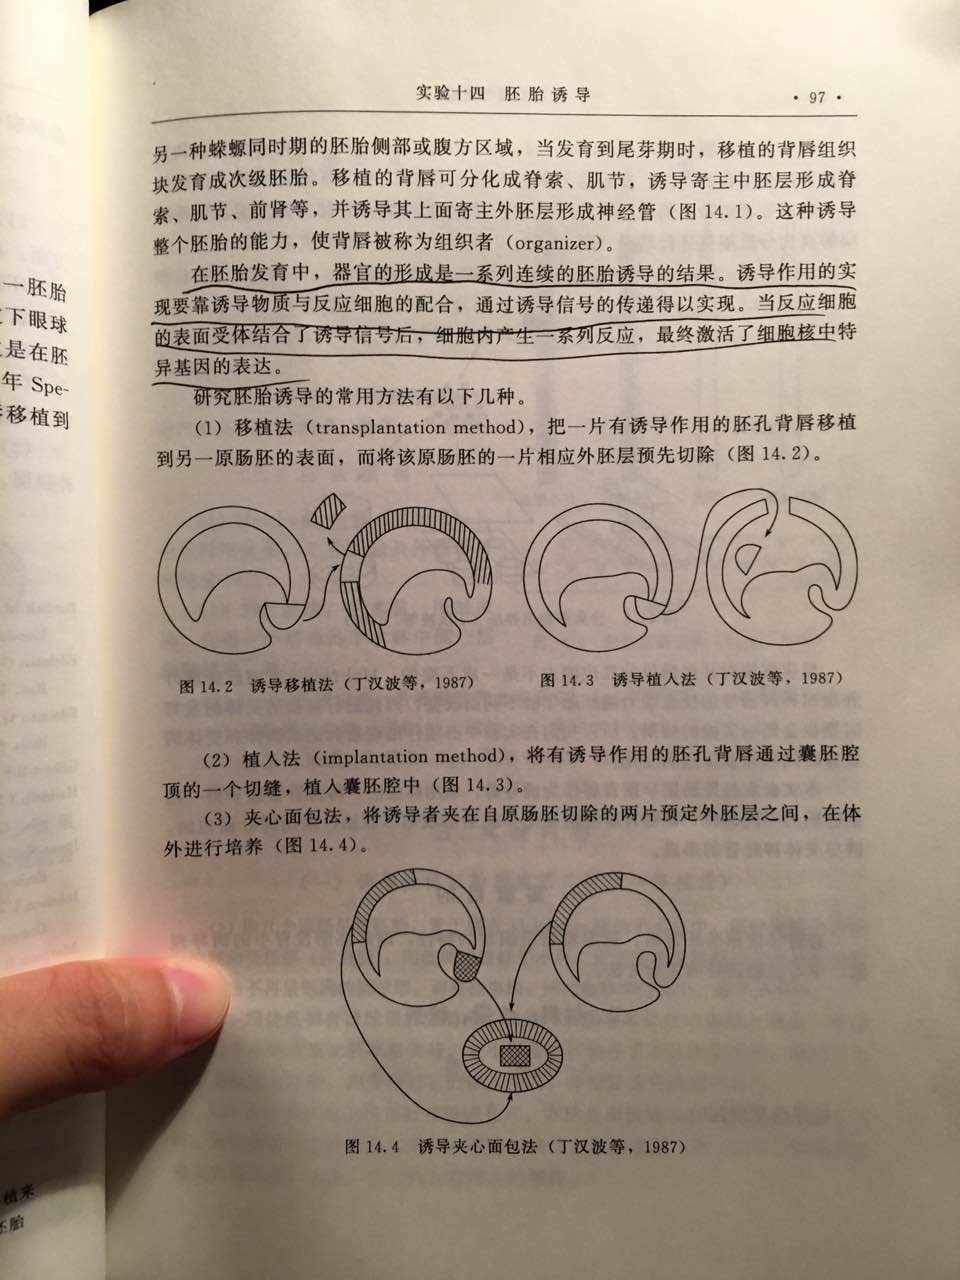 一胚胎
下眼球
是在胚
年 Spe-
移植到
植来
胚胎
实验十四 胚胎诱导
· 97 ·
另一种蝾螈同时期的胚胎侧部或腹方区域，当发育到尾芽期时，移植的背唇组织
块发育成次级胚胎。移植的背唇可分化成脊索、肌节，诱导寄主中胚层形成脊
索、肌节、前肾等，并诱导其上面寄主外胚层形成神经管（图 14.1）。这种诱导
整个胚胎的能力，使背唇被称为组织者（organizer）。
在胚胎发育中，器官的形成是一系列连续的胚胎诱导的结果。诱导作用的实
现要靠诱导物质与反应细胞的配合，通过诱导信号的传递得以实现。当反应细胞
的表面受体结合了诱导信号后，细胞内产生一系列反应，最终激活了细胞核中特
异基因的表达。
研究胚胎诱导的常用方法有以下几种。
（1）移植法（transplantation method），把一片有诱导作用的胚孔背唇移植
到另一原肠胚的表面，而将该原肠胚的一片相应外胚层预先切除（图 14.2）。
图 14.2 诱导移植法（丁汉波等，1987）
图 14.3 诱导植入法（丁汉波等，1987）
（2）植入法（implantation method），将有诱导作用的胚孔背唇通过囊胚腔
顶的一个切缝，植入囊胚腔中（图 14.3）。
（3）夹心面包法，将诱导者夹在自原肠胚切除的两片预定外胚层之间，在体
外进行培养（图 14.4）。
图 14.4 诱导夹心面包法（丁汉波等，1987）